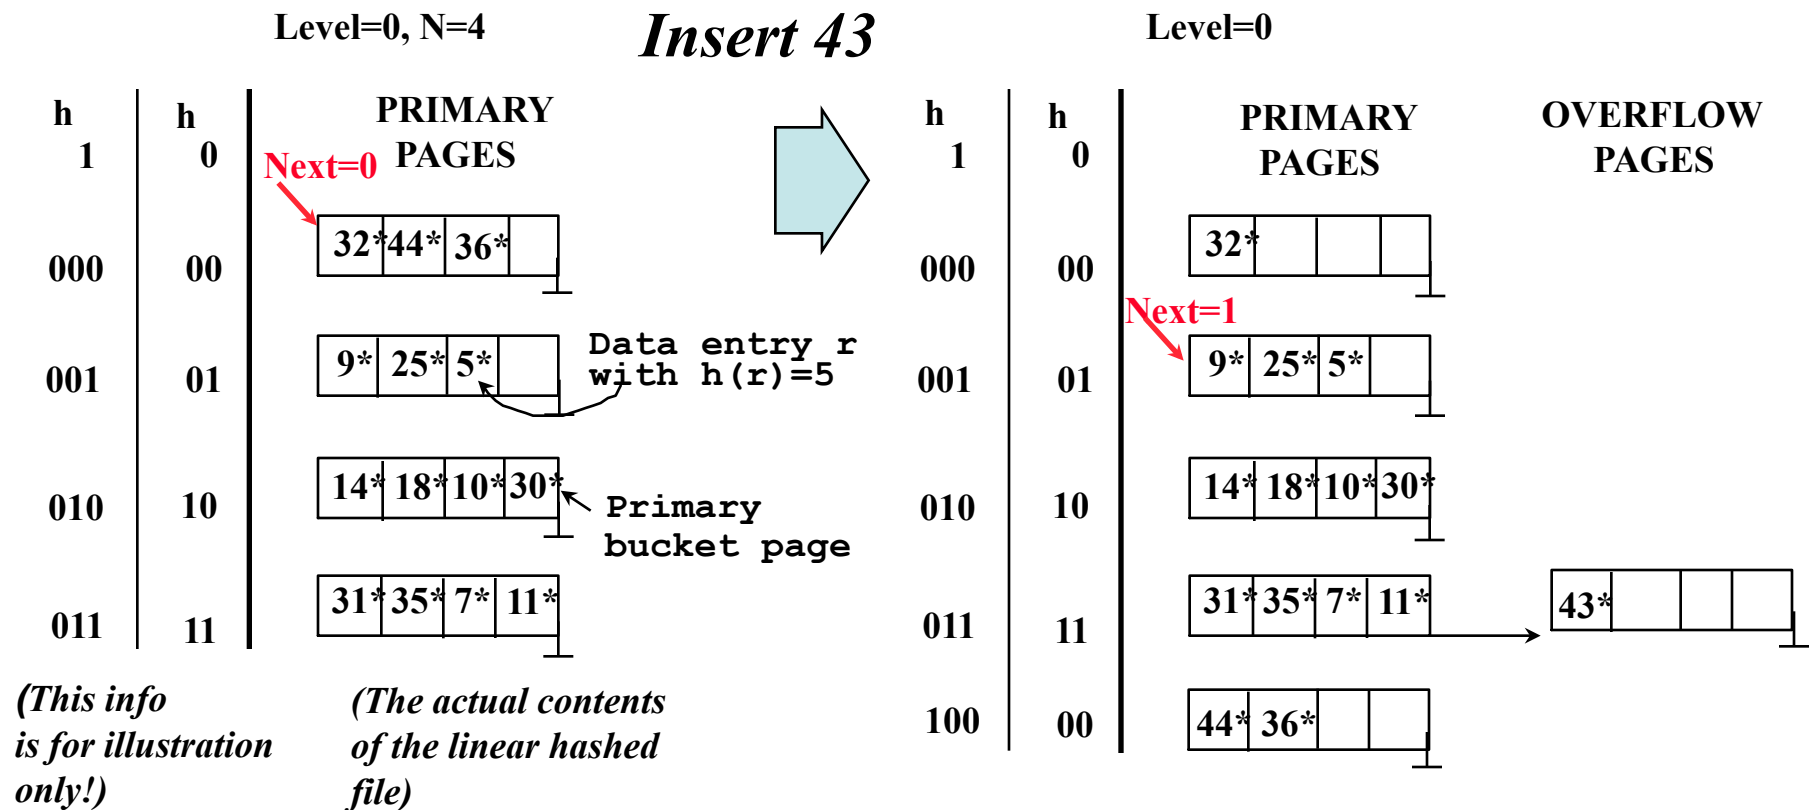 Level=0, N=4
Insert 43
Level=0
h
1
h
0
PRIMARY
PAGES
Next=0
32* 44* 36*
000
00
9* 25* 5*
001
01
Data entry r
with h(r)=5
14* 18* 10* 30*
010
10
Primary
bucket page
31* 35* 7* 11*
011
11
(This info
is for illustration
only!)
(The actual contents
of the linear hashed
file)
h
1
h
0
PRIMARY
PAGES
OVERFLOW
PAGES
32*
000
00
Next=1
9* 25* 5*
001
01
14* 18* 10* 30*
010
10
31* 35* 7* 11*
43*
011
11
44* 36*
100
00